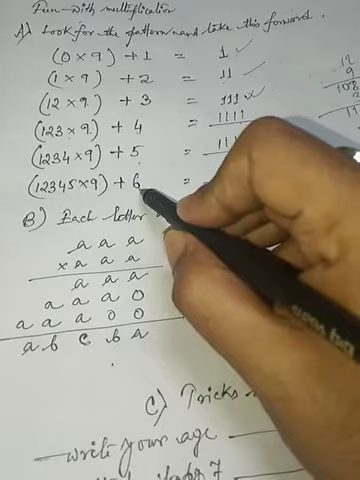 Fun with multiplication
A) Look for the pattern and take this forward.
(0 × 9) + 1 = 1 ✓
(1 × 9) + 2 = 11 ✓
(12 × 9) + 3 = 111 ✓
(123 × 9) + 4 = 1111
(1234 × 9) + 5 = 111
(12345 × 9) + 6 =
12
9
108
B) Each letter
a a a
× a a a
a a a
a a a 0
a a a 0 0
a b c b a
C) Tricks
write your age